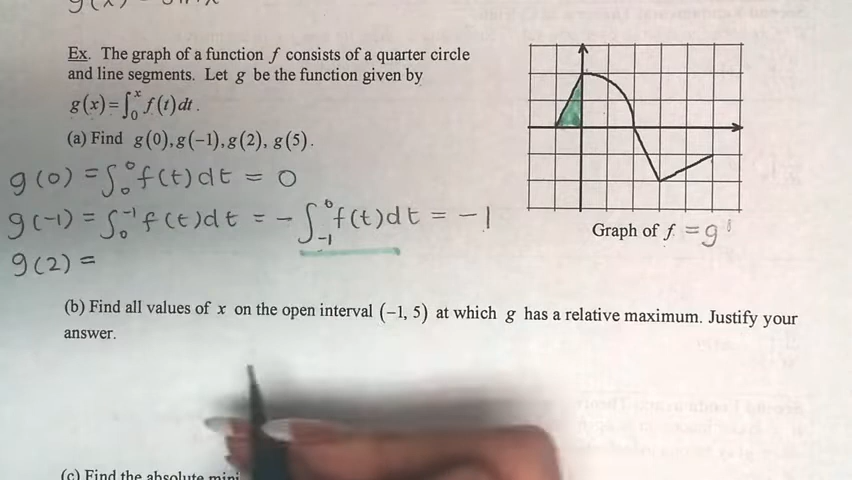 Ex. The graph of a function f consists of a quarter circle
and line segments. Let g be the function given by
g(x)=∫₀ˣ f(t)dt.
(a) Find g(0), g(−1), g(2), g(5).
g(0) = ∫₀⁰ f(t)dt = 0
g(-1) = ∫₀⁻¹ f(t)dt = -∫₋₁⁰ f(t)dt = -1
g(2) =
Graph of f = g'
(b) Find all values of x on the open interval (−1, 5) at which g has a relative maximum. Justify your
answer.
(c) Find the absolute mini